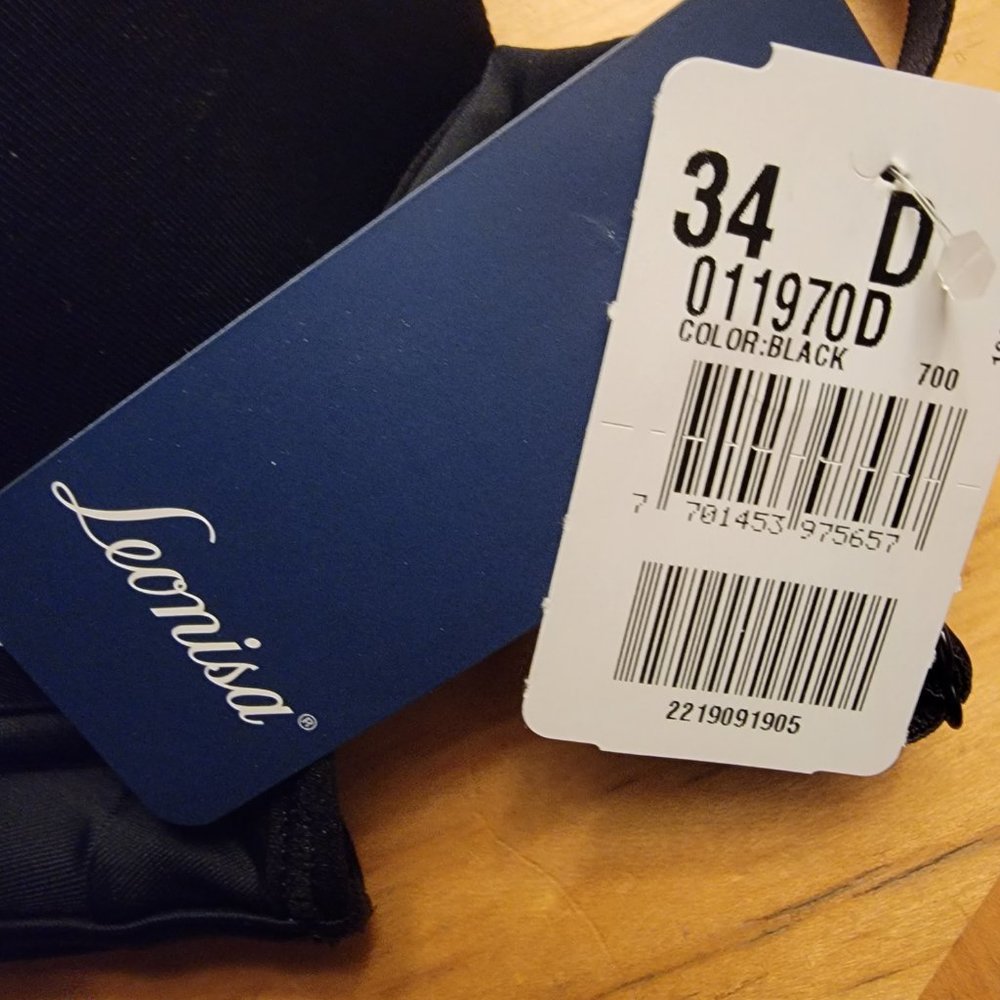 Leonisa®
34 D
011970D
COLOR:BLACK
700
7 701453 975657
2219091905